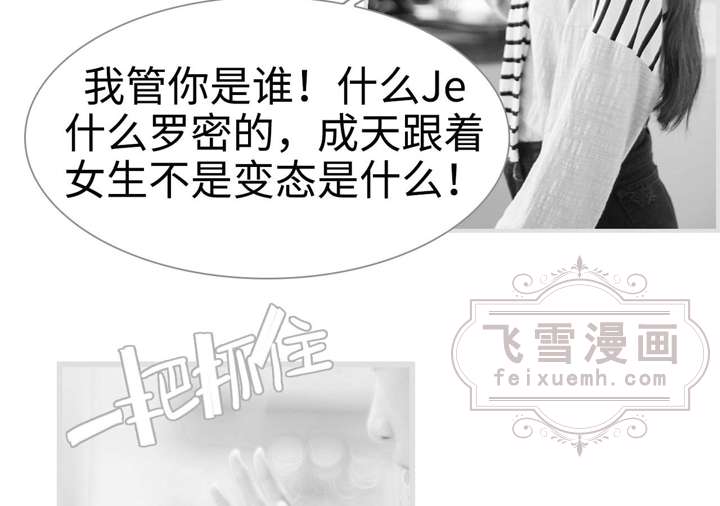 我管你是谁！什么Je
什么罗密的，成天跟着
女生不是变态是什么！
飞雪漫画
feixuemh.com
一把抓住